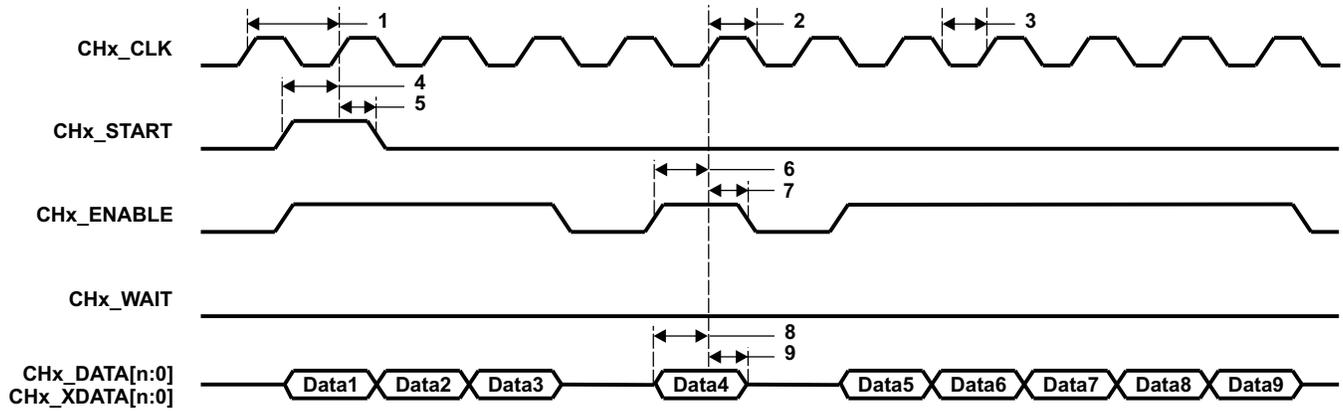 1
2
3
CHx_CLK
4
5
CHx_START
6
7
CHx_ENABLE
CHx_WAIT
8
9
CHx_DATA[n:0]
CHx_XDATA[n:0]
Data1 Data2 Data3 Data4 Data5 Data6 Data7 Data8 Data9